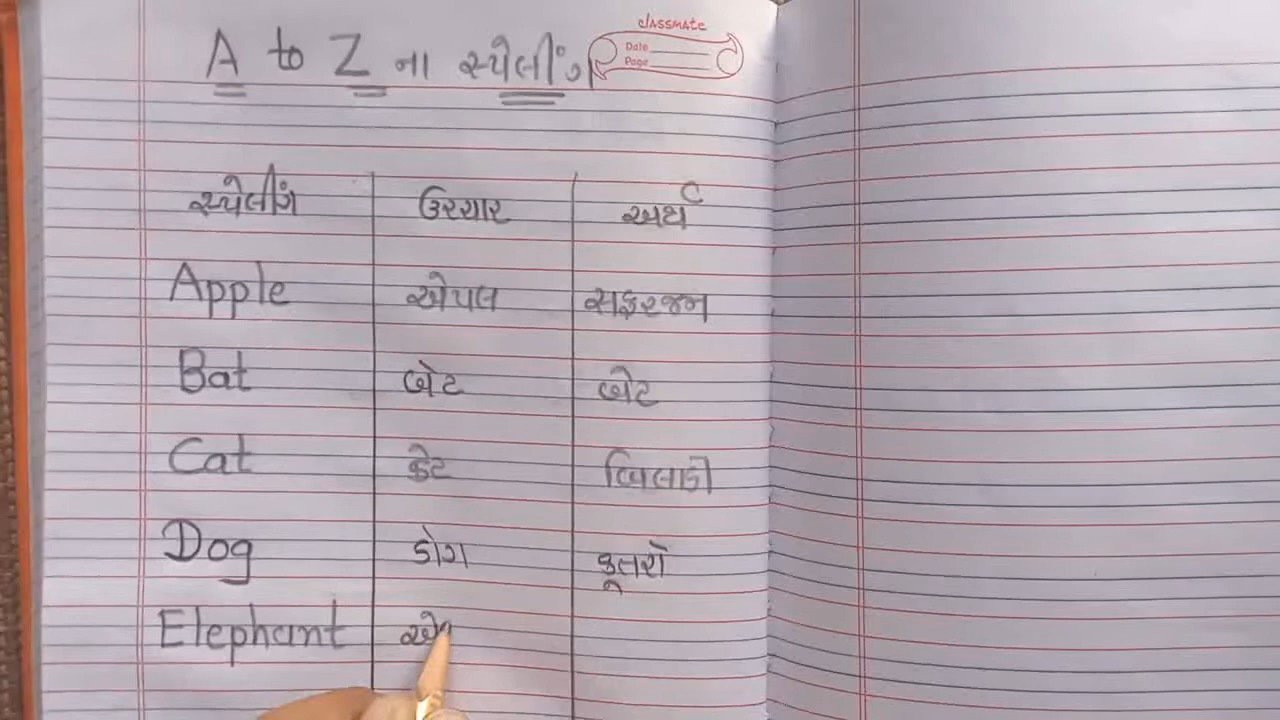 classmate
Date
Page
A to Z ના સ્પેલીંગ
સ્પેલીંગ ઉચ્ચાર અર્થ
Apple એપલ સફરજન
Bat બેટ બેટ
Cat કેટ બિલાડી
Dog ડોગ કૂતરો
Elephant